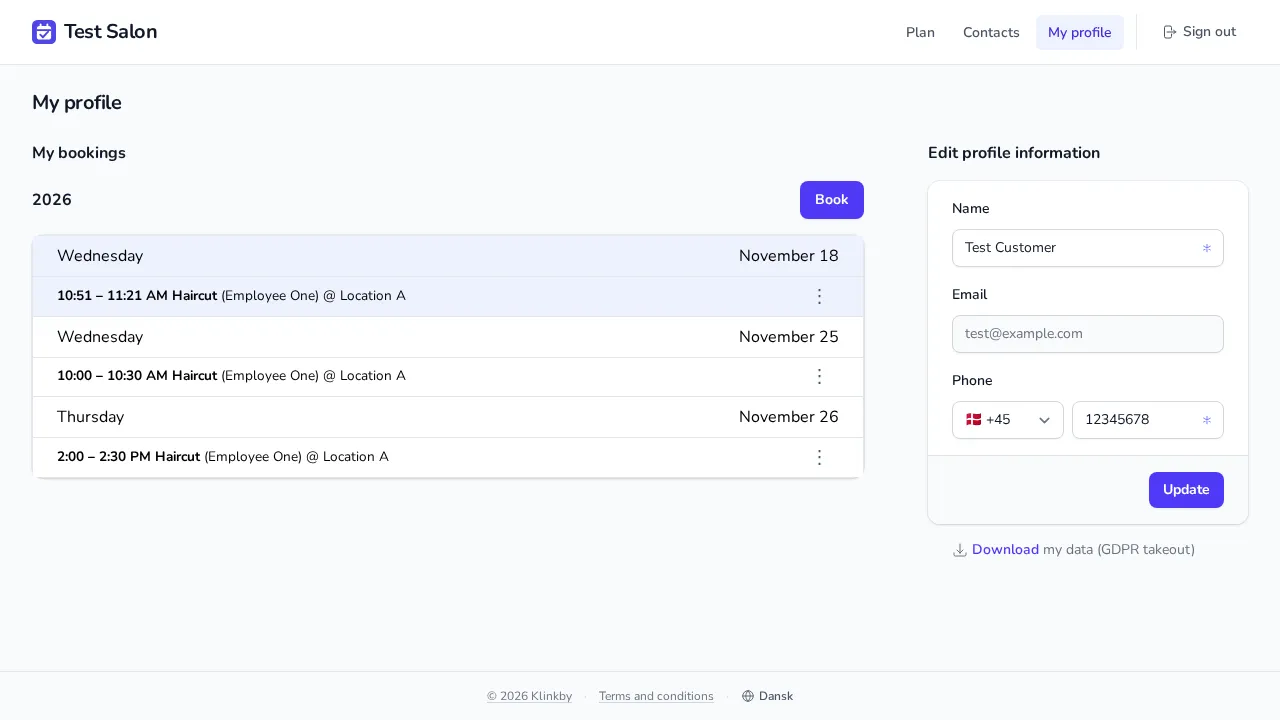 Test Salon
Plan
Contacts
My profile
Sign out
My profile
My bookings
2026
Book
Wednesday November 18
10:51 – 11:21 AM Haircut (Employee One) @ Location A
Wednesday November 25
10:00 – 10:30 AM Haircut (Employee One) @ Location A
Thursday November 26
2:00 – 2:30 PM Haircut (Employee One) @ Location A
Edit profile information
Name
Test Customer
Email
test@example.com
Phone
+45 12345678
Update
Download my data (GDPR takeout)
© 2026 Klinkby · Terms and conditions · Dansk